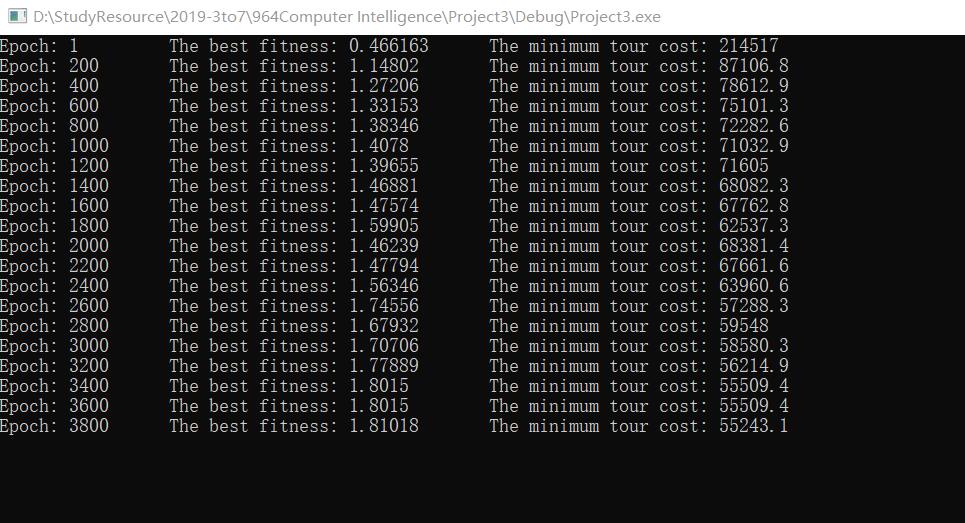 D:\StudyResource\2019-3to7\964Computer Intelligence\Project3\Debug\Project3.exe
Epoch: 1 The best fitness: 0.466163 The minimum tour cost: 214517
Epoch: 200 The best fitness: 1.14802 The minimum tour cost: 87106.8
Epoch: 400 The best fitness: 1.27206 The minimum tour cost: 78612.9
Epoch: 600 The best fitness: 1.33153 The minimum tour cost: 75101.3
Epoch: 800 The best fitness: 1.38346 The minimum tour cost: 72282.6
Epoch: 1000 The best fitness: 1.4078 The minimum tour cost: 71032.9
Epoch: 1200 The best fitness: 1.39655 The minimum tour cost: 71605
Epoch: 1400 The best fitness: 1.46881 The minimum tour cost: 68082.3
Epoch: 1600 The best fitness: 1.47574 The minimum tour cost: 67762.8
Epoch: 1800 The best fitness: 1.59905 The minimum tour cost: 62537.3
Epoch: 2000 The best fitness: 1.46239 The minimum tour cost: 68381.4
Epoch: 2200 The best fitness: 1.47794 The minimum tour cost: 67661.6
Epoch: 2400 The best fitness: 1.56346 The minimum tour cost: 63960.6
Epoch: 2600 The best fitness: 1.74556 The minimum tour cost: 57288.3
Epoch: 2800 The best fitness: 1.67932 The minimum tour cost: 59548
Epoch: 3000 The best fitness: 1.70706 The minimum tour cost: 58580.3
Epoch: 3200 The best fitness: 1.77889 The minimum tour cost: 56214.9
Epoch: 3400 The best fitness: 1.8015 The minimum tour cost: 55509.4
Epoch: 3600 The best fitness: 1.8015 The minimum tour cost: 55509.4
Epoch: 3800 The best fitness: 1.81018 The minimum tour cost: 55243.1